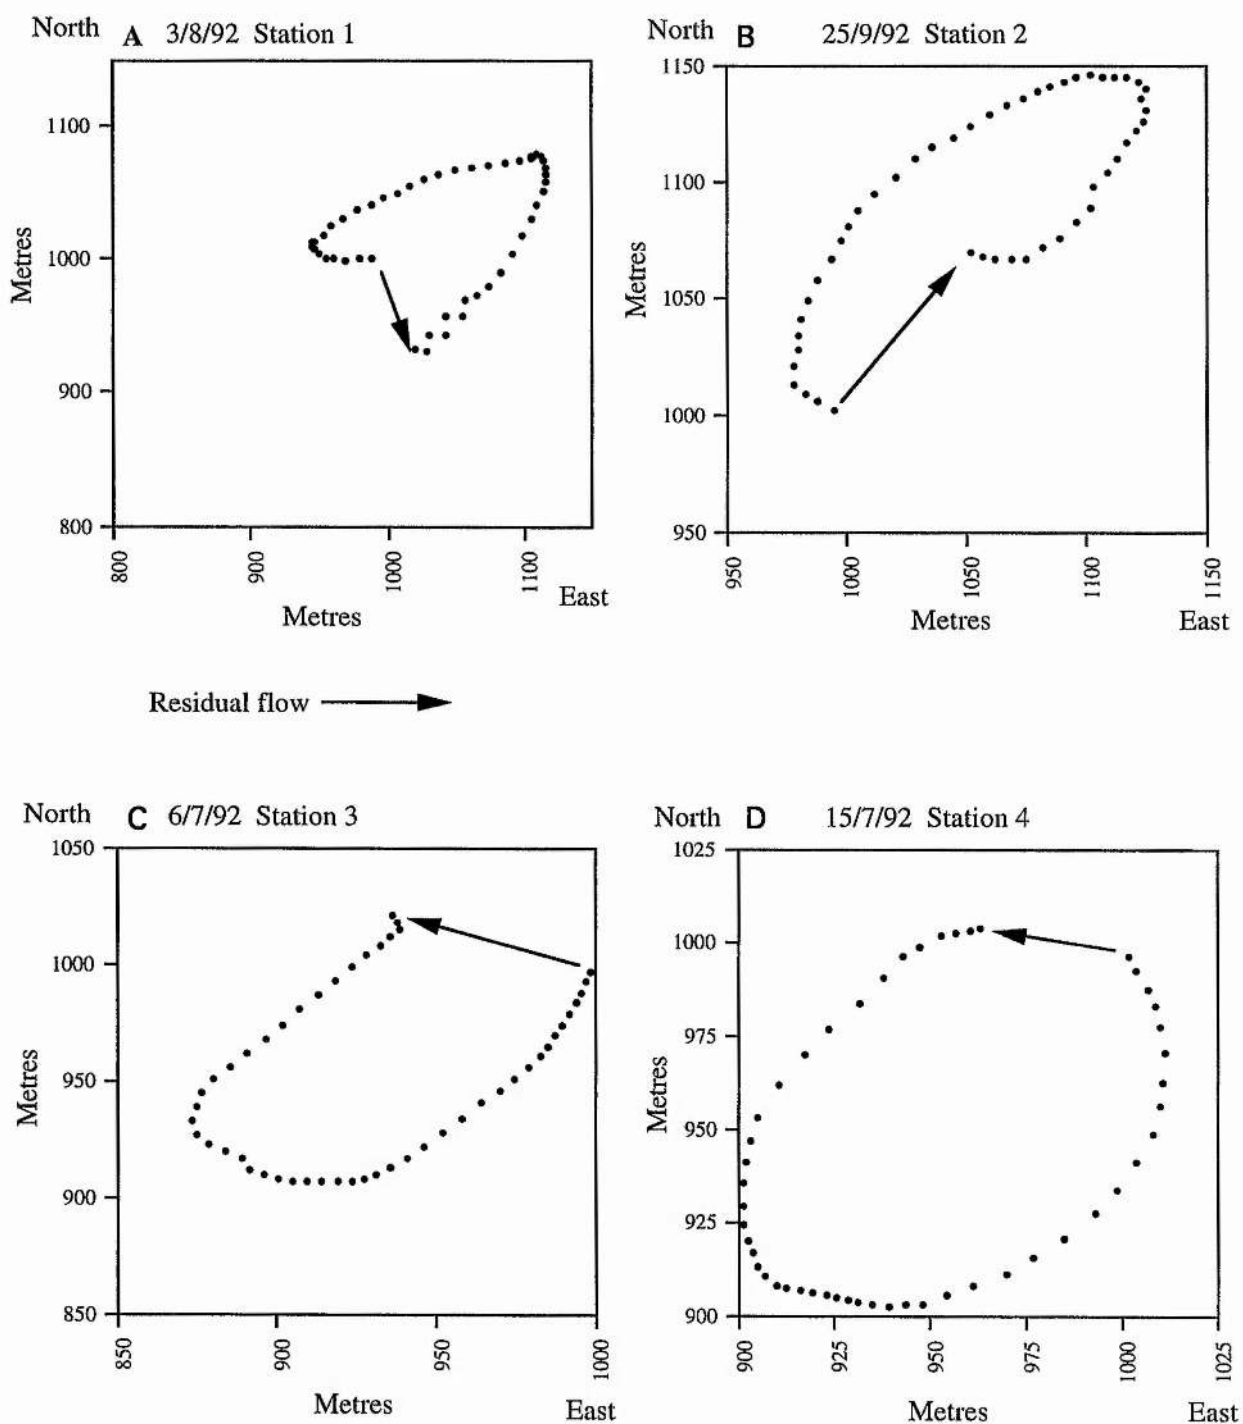 North A 3/8/92 Station 1
1100
1000
900
800
Metres
800
900
1000
1100
East
Metres
North B 25/9/92 Station 2
1150
1100
1050
1000
950
Metres
950
1000
1050
1100
1150
Metres
East
Residual flow
North C 6/7/92 Station 3
1050
1000
950
900
850
Metres
850
900
950
1000
Metres
East
North D 15/7/92 Station 4
1025
1000
975
950
925
900
Metres
900
925
950
975
1000
1025
Metres
East